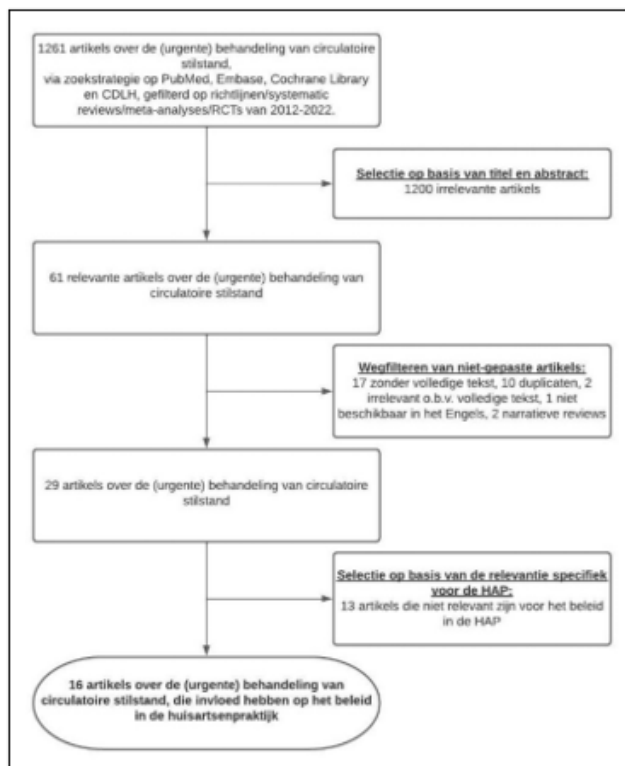 1261 artikels over de (urgente) behandeling van circulatoire
stilstand,
via zoekstrategie op PubMed, Embase, Cochrane Library
en CDLH, gefilterd op richtlijnen/systematic
reviews/meta-analyses/RCTs van 2012-2022.
Selectie op basis van titel en abstract:
1200 irrelevante artikels
61 relevante artikels over de (urgente) behandeling van
circulatoire stilstand
Wegfilteren van niet-gepaste artikels:
17 zonder volledige tekst, 10 duplicaten, 2
irrelevant o.b.v. volledige tekst, 1 niet
beschikbaar in het Engels, 2 narratieve reviews
29 artikels over de (urgente) behandeling van circulatoire
stilstand
Selectie op basis van de relevantie specifiek
voor de HAP:
13 artikels die niet relevant zijn voor het beleid
in de HAP
16 artikels over de (urgente) behandeling van
circulatoire stilstand, die invloed hebben op het beleid
in de huisartsenpraktijk